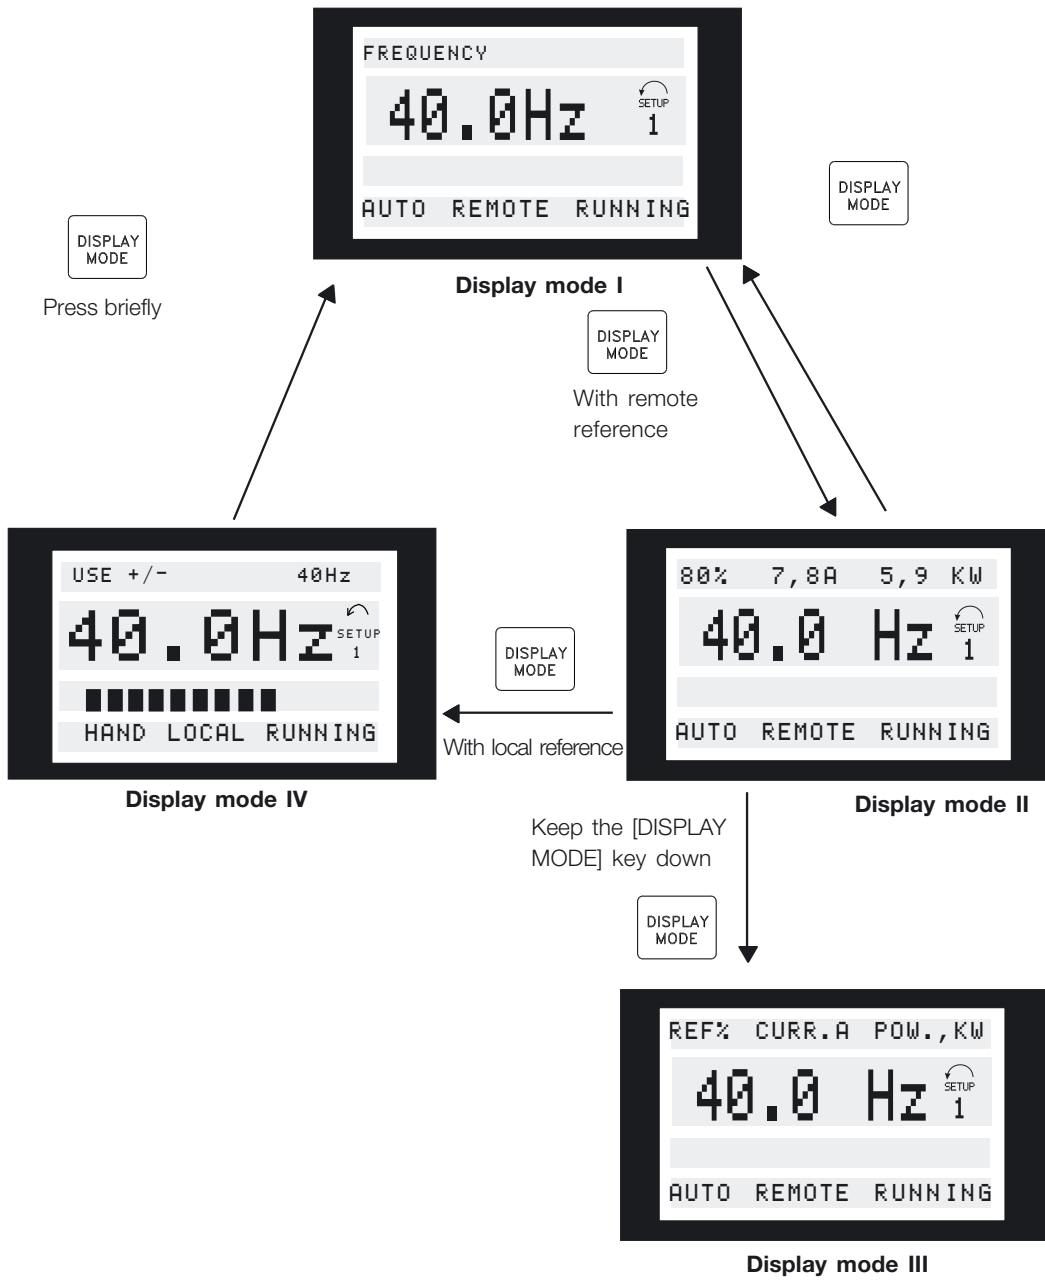 FREQUENCY
40.0Hz
SETUP
1
AUTO REMOTE RUNNING
Display mode I
DISPLAY
MODE
Press briefly
DISPLAY
MODE
DISPLAY
MODE
With remote
reference
USE +/- 40Hz
40.0Hz
SETUP
1
HAND LOCAL RUNNING
Display mode IV
DISPLAY
MODE
With local reference
80% 7,8A 5,9 KW
40.0 Hz
SETUP
1
AUTO REMOTE RUNNING
Display mode II
Keep the [DISPLAY
MODE] key down
DISPLAY
MODE
REF% CURR.A POW.,KW
40.0 Hz
SETUP
1
AUTO REMOTE RUNNING
Display mode III